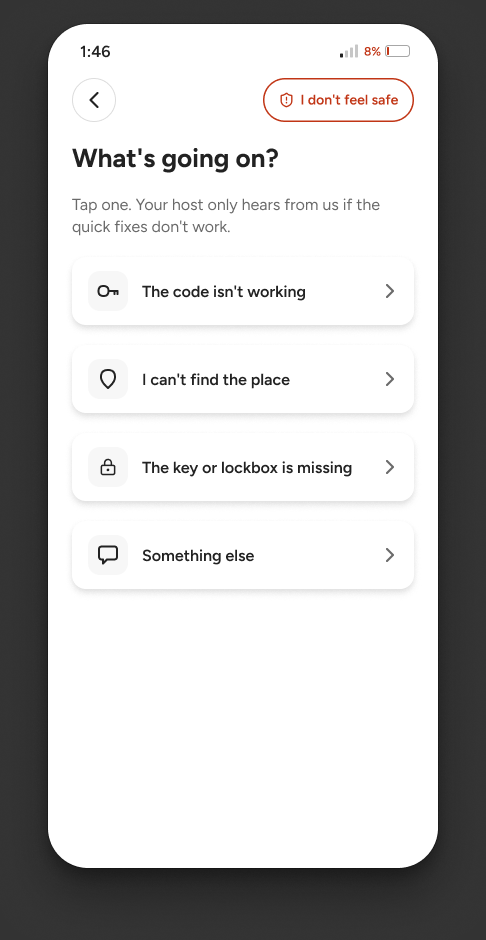 1:46
8%
I don't feel safe
What's going on?
Tap one. Your host only hears from us if the
quick fixes don't work.
The code isn't working
I can't find the place
The key or lockbox is missing
Something else